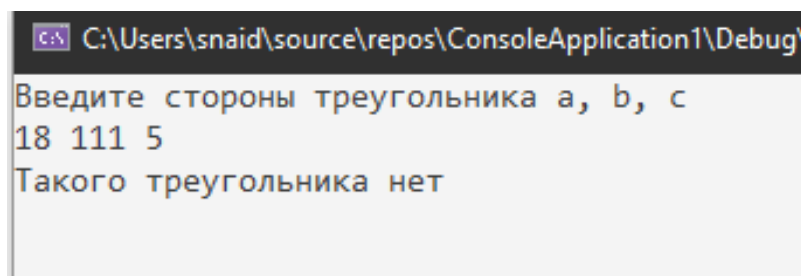 C:\Users\snaid\source\repos\ConsoleApplication1\Debug\
Введите стороны треугольника a, b, c
18 111 5
Такого треугольника нет